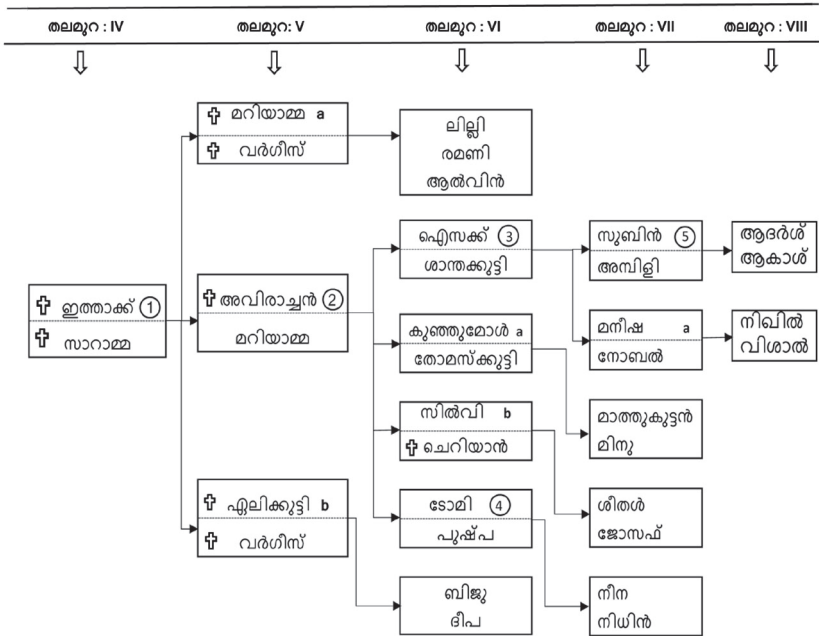 തലമുറ : IV
തലമുറ: V
തലമുറ : VI
തലമുറ : VII
തലമുറ : VIII
ഇത്താക്ക് 1
സാറാമ്മ
മറിയാമ്മ a
വർഗീസ്
അവിരാച്ചൻ 2
മറിയാമ്മ
ഏലിക്കുട്ടി b
വർഗീസ്
ലില്ലി
രമണി
ആൽവിൻ
ഐസക്ക് 3
ശാന്തക്കുട്ടി
കുഞ്ഞുമോൾ a
തോമസ്ക്കുട്ടി
സിൽവി b
ചെറിയാൻ
ടോമി 4
പുഷ്പ
ബിജു
ദീപ
സുബിൻ 5
അമ്പിളി
മനീഷ a
നോബൽ
മാത്തുകുട്ടൻ
മിനു
ശീതൾ
ജോസഫ്
നീന
നിധിൻ
ആദർശ്
ആകാശ്
നിഖിൽ
വിശാൽ